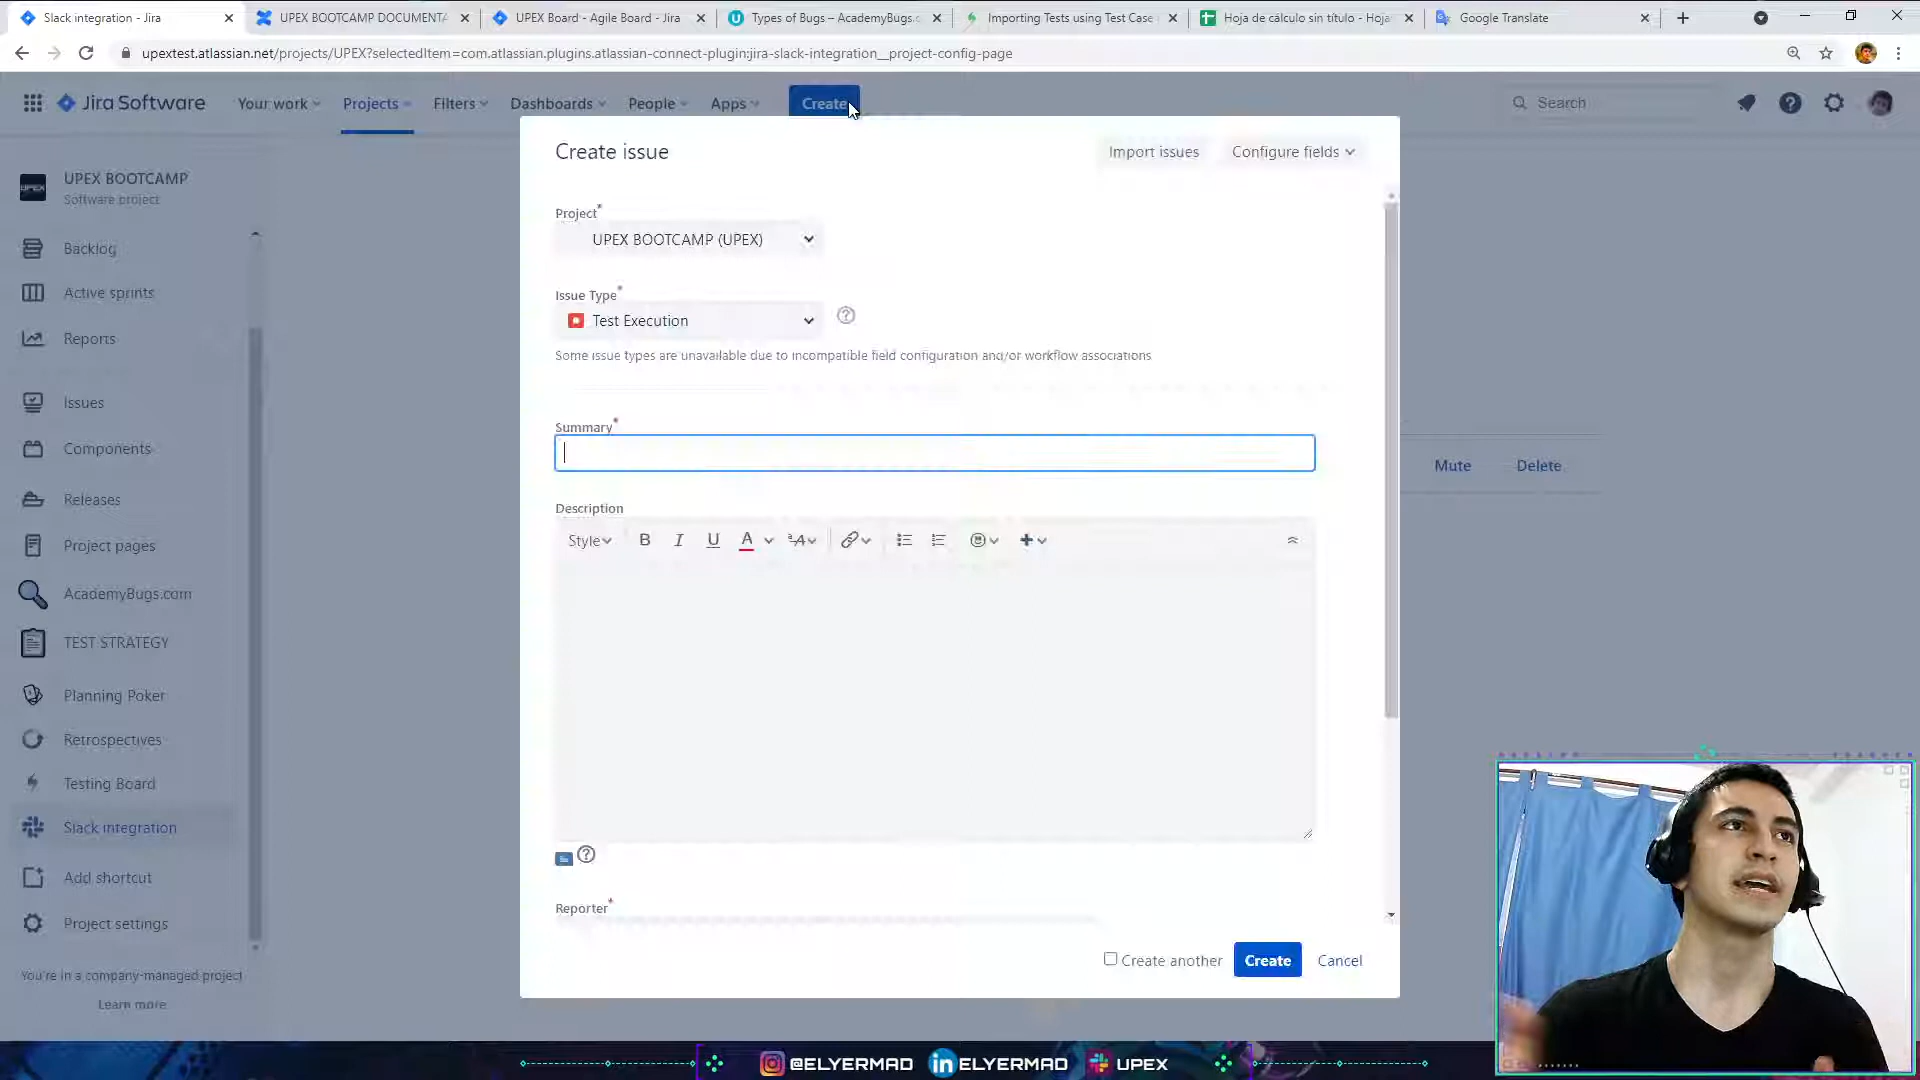 Slack integration - Jira
UPEX BOOTCAMP DOCUMENTA
UPEX Board - Agile Board - Jira
Types of Bugs – AcademyBugs.c
Importing Tests using Test Case
Hoja de cálculo sin título - Hoja
Google Translate
upextest.atlassian.net/projects/UPEX?selectedItem=com.atlassian.plugins.atlassian-connect-plugin:jira-slack-integration__project-config-page
Jira Software
Your work
Projects
Filters
Dashboards
People
Apps
Create
Search
UPEX BOOTCAMP
Software project
Backlog
Active sprints
Reports
Issues
Components
Releases
Project pages
AcademyBugs.com
TEST STRATEGY
Planning Poker
Retrospectives
Testing Board
Slack integration
Add shortcut
Project settings
You're in a company-managed project
Learn more
Create issue
Import issues
Configure fields
Project*
UPEX BOOTCAMP (UPEX)
Issue Type*
Test Execution
Some issue types are unavailable due to incompatible field configuration and/or workflow associations
Summary*
Description
Style
B I U A
Reporter*
Create another
Create
Cancel
Mute
Delete
@ELYERMAD
in ELYERMAD
UPEX